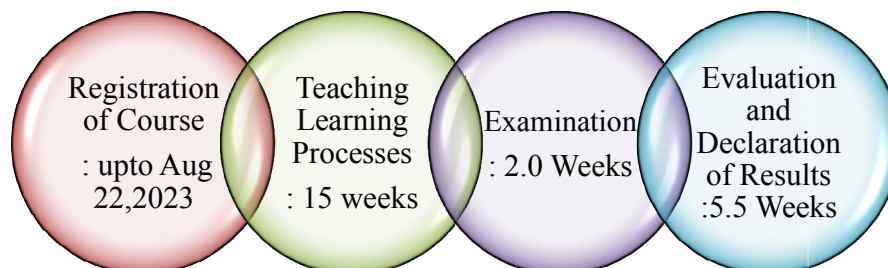 Registration
of Course
: upto Aug
22,2023
Teaching
Learning
Processes
: 15 weeks
Examination
: 2.0 Weeks
Evaluation
and
Declaration
of Results
:5.5 Weeks